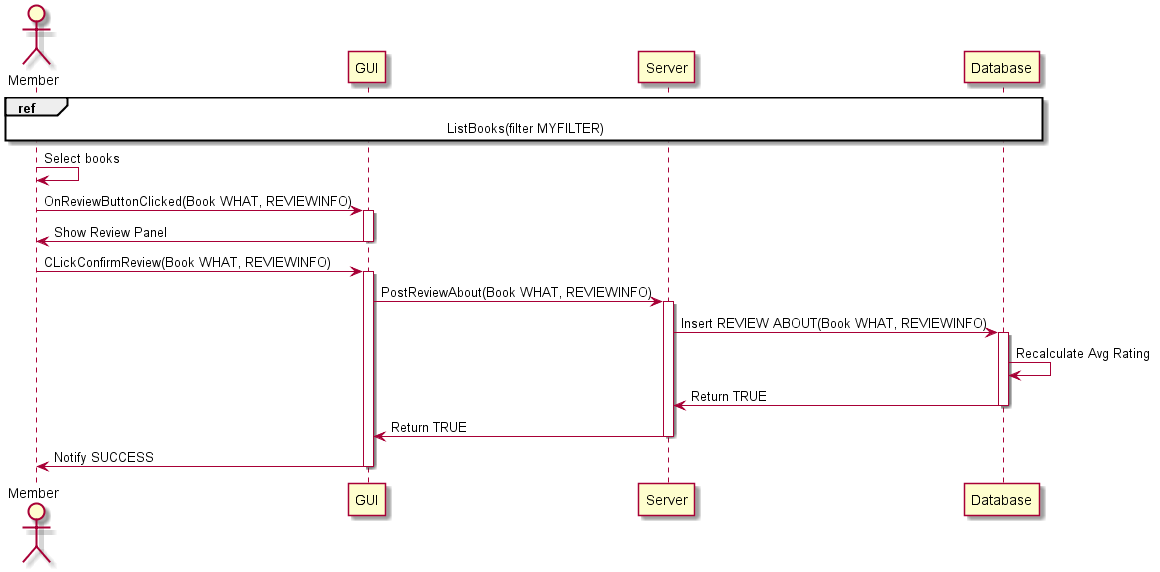 Member
GUI
Server
Database
ref
ListBooks(filter MYFILTER)
Select books
OnReviewButtonClicked(Book WHAT, REVIEWINFO)
Show Review Panel
CLickConfirmReview(Book WHAT, REVIEWINFO)
PostReviewAbout(Book WHAT, REVIEWINFO)
Insert REVIEW ABOUT(Book WHAT, REVIEWINFO)
Recalculate Avg Rating
Return TRUE
Return TRUE
Notify SUCCESS
Member
GUI
Server
Database